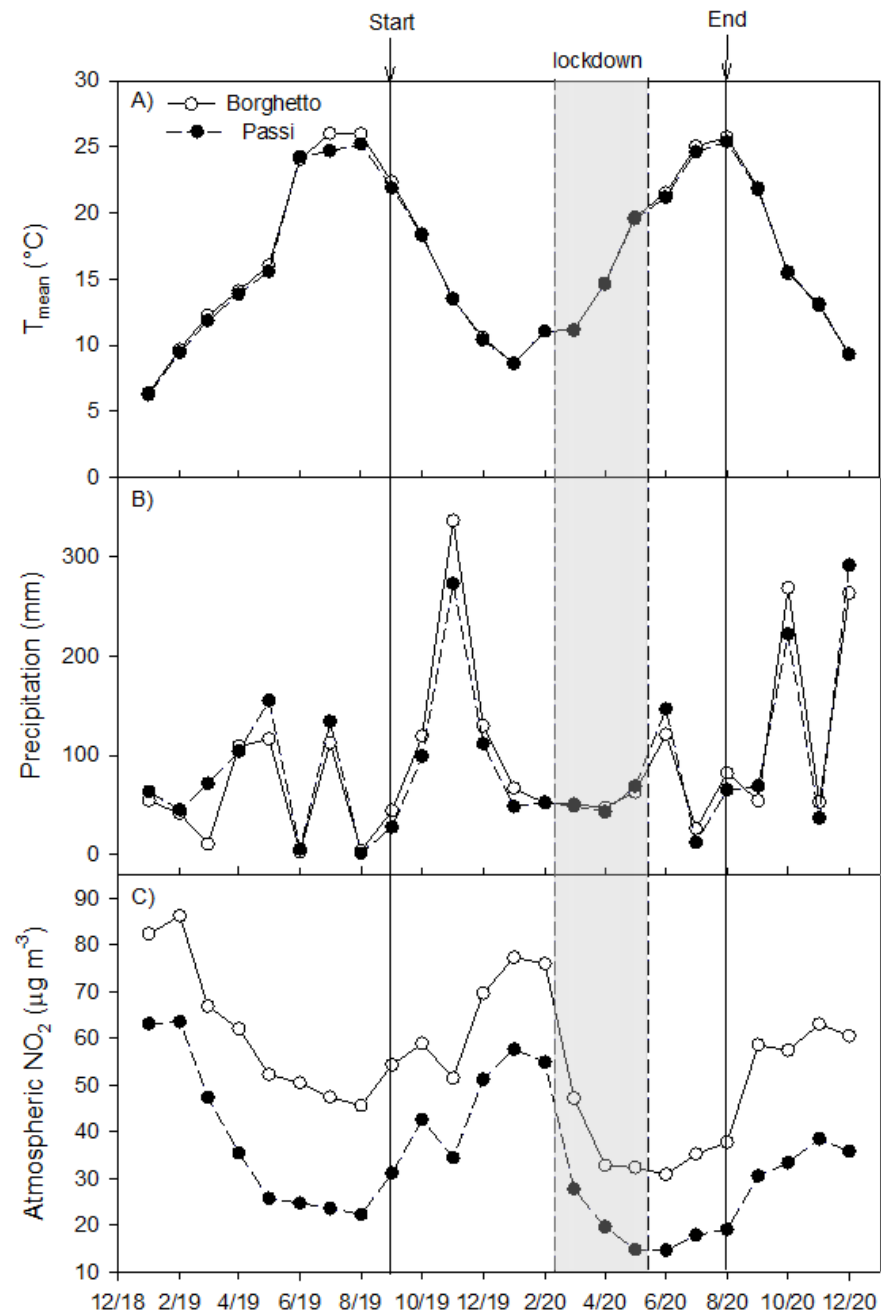 Start
End
lockdown
A)
Borghetto
Passi
30
25
20
15
10
5
0
Tmean (°C)
B)
300
200
100
0
Precipitation (mm)
C)
90
80
70
60
50
40
30
20
10
Atmospheric NO2 (µg m-3)
12/18 2/19 4/19 6/19 8/19 10/19 12/19 2/20 4/20 6/20 8/20 10/20 12/20